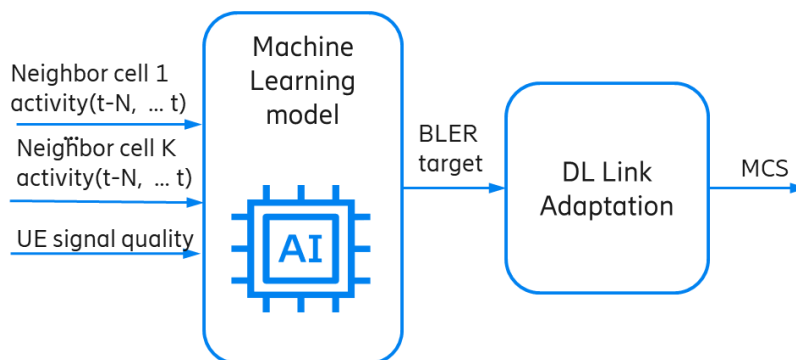 Neighbor cell 1
activity(t-N, ... t)
...
Neighbor cell K
activity(t-N, ... t)
UE signal quality
Machine
Learning
model
AI
BLER
target
DL Link
Adaptation
MCS